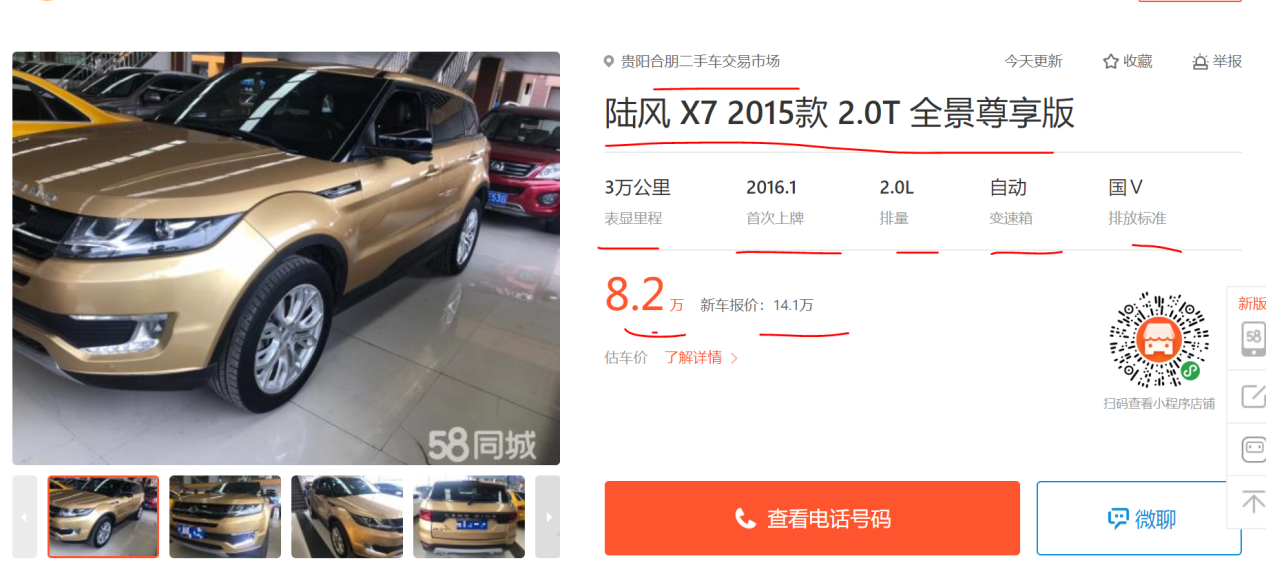 贵阳合朋二手车交易市场
今天更新
收藏
举报
陆风 X7 2015款 2.0T 全景尊享版
3万公里
2016.1
2.0L
自动
国Ⅴ
表显里程
首次上牌
排量
变速箱
排放标准
8.2万
新车报价：14.1万
估车价
了解详情
扫码查看小程序店铺
新版
58
58同城
查看电话号码
微聊